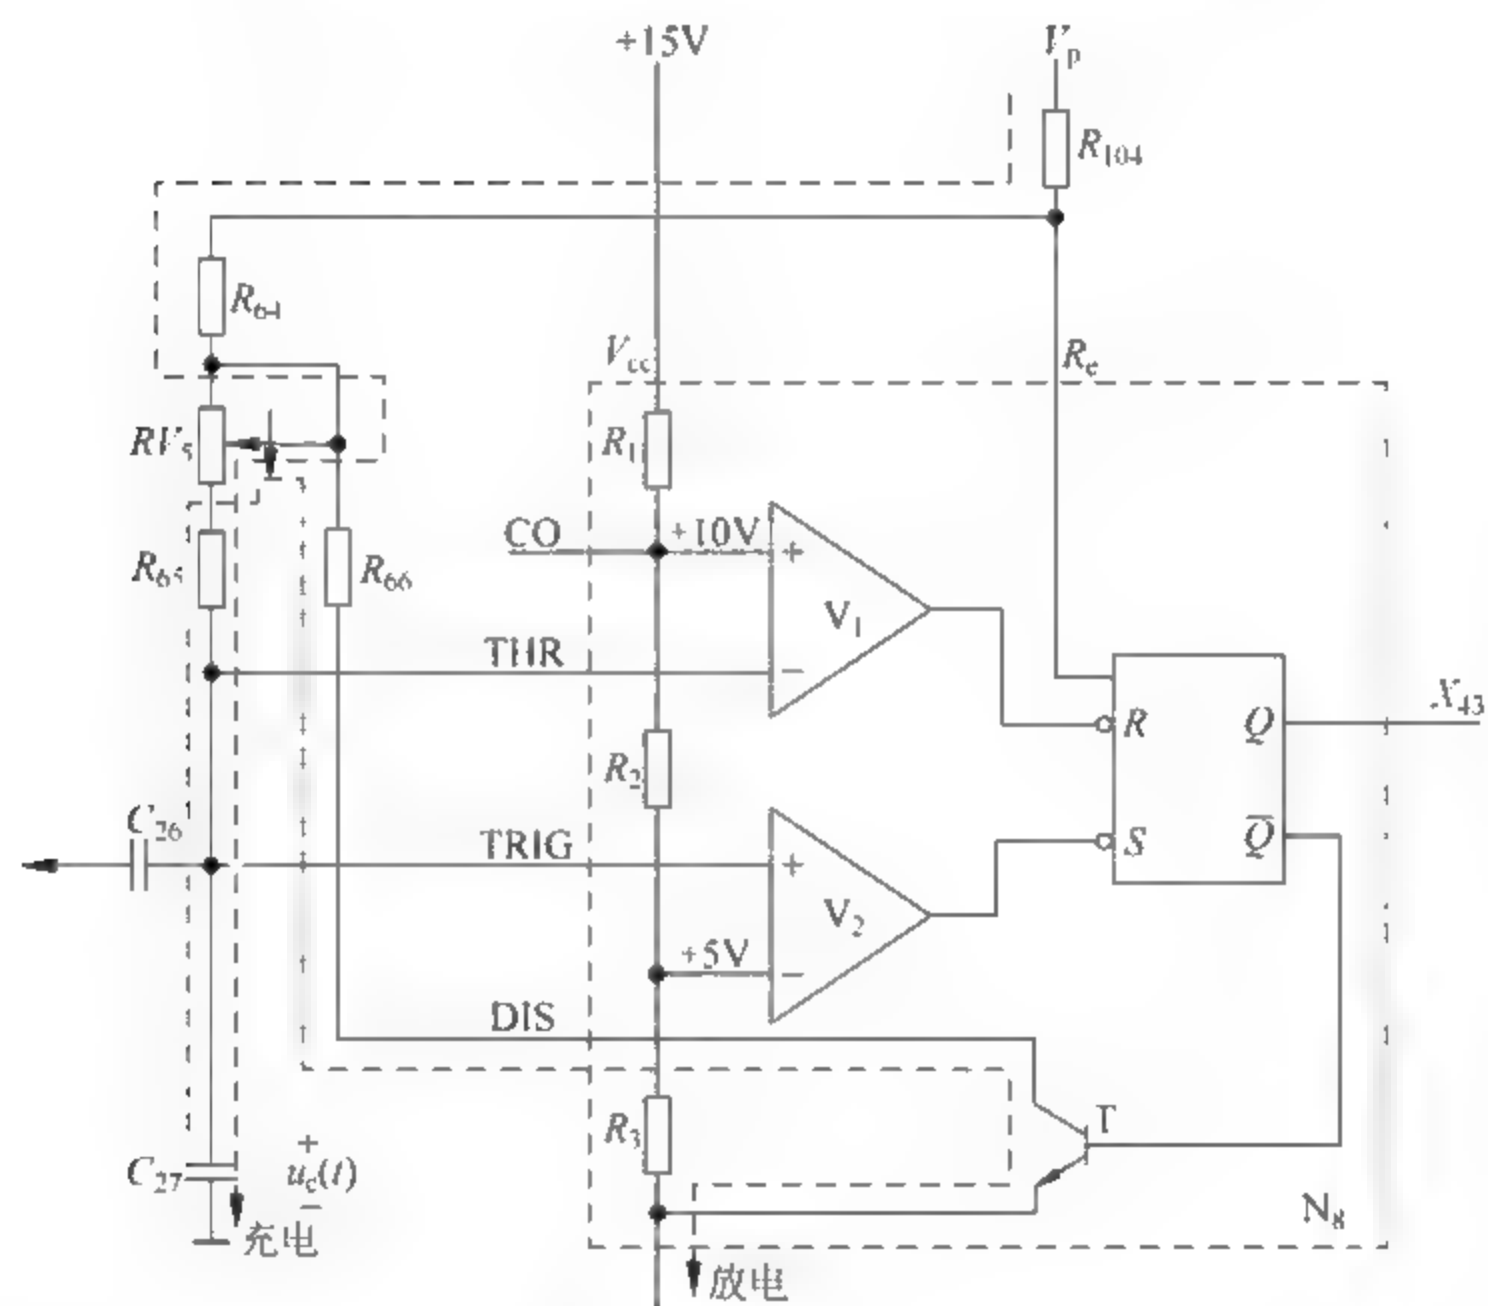 +15V
Vp
R104
R64
Vcc
Re
RV5
R1
CO
+10V
+
R65
R66
V1
THR
−
R
Q
X43
R2
C26
TRIG
+
S
Q̅
V2
+5V
−
DIS
R3
T
C27
+
uc(t)
−
N8
充电
放电